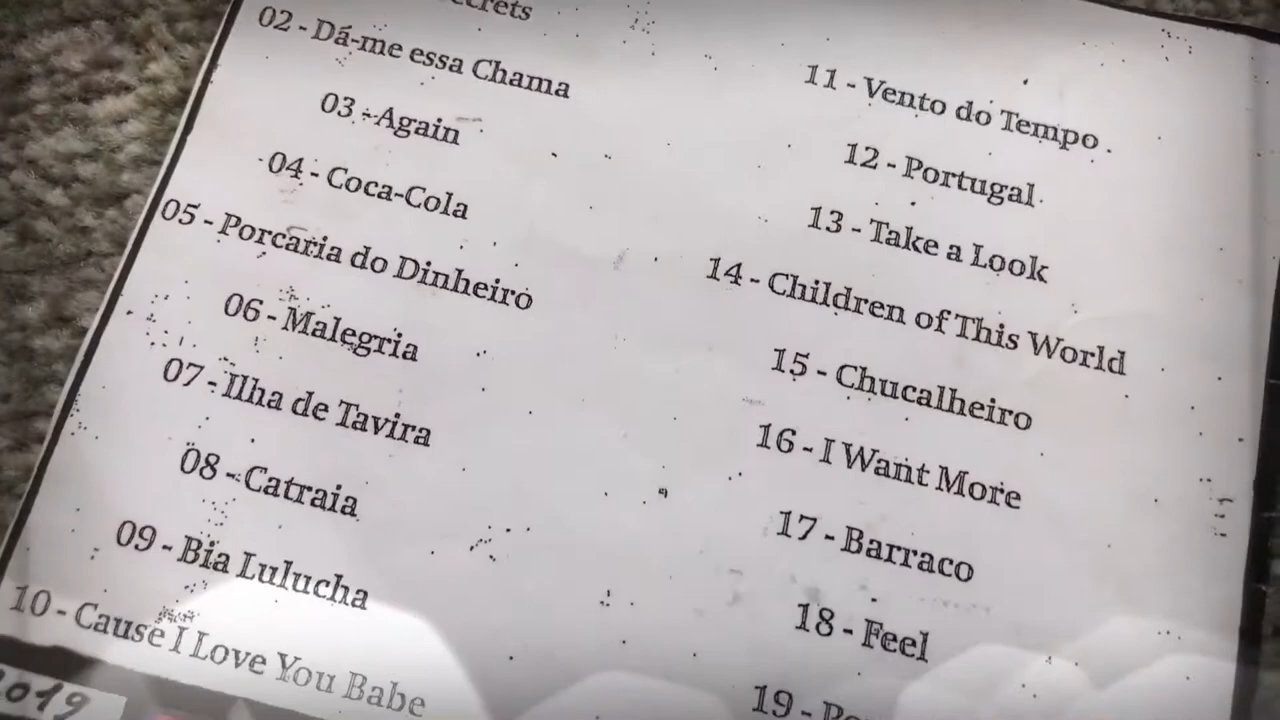 02 - Dá-me essa Chama
03 - Again
04 - Coca-Cola
05 - Porcaria do Dinheiro
06 - Malegria
07 - Ilha de Tavira
08 - Catraia
09 - Bia Lulucha
10 - Cause I Love You Babe
2019
11 - Vento do Tempo
12 - Portugal
13 - Take a Look
14 - Children of This World
15 - Chucalheiro
16 - I Want More
17 - Barraco
18 - Feel
19 -